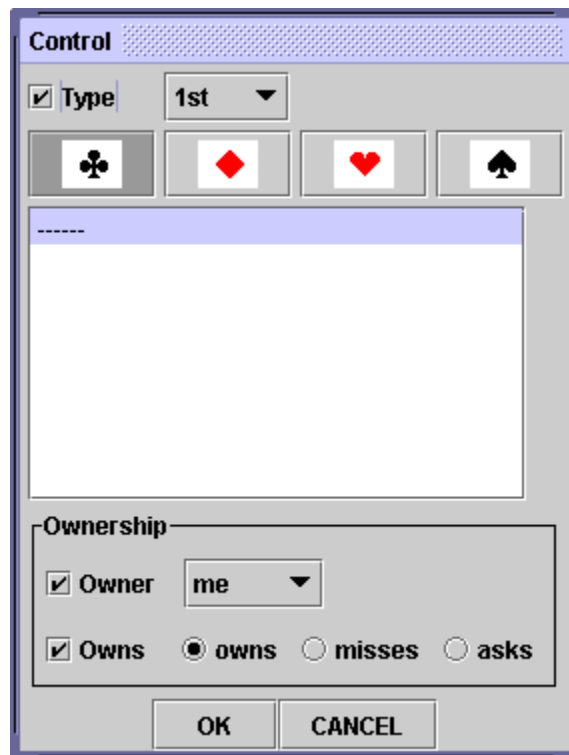 Control
Type 1st
------
Ownership
Owner me
Owns owns misses asks
OK CANCEL